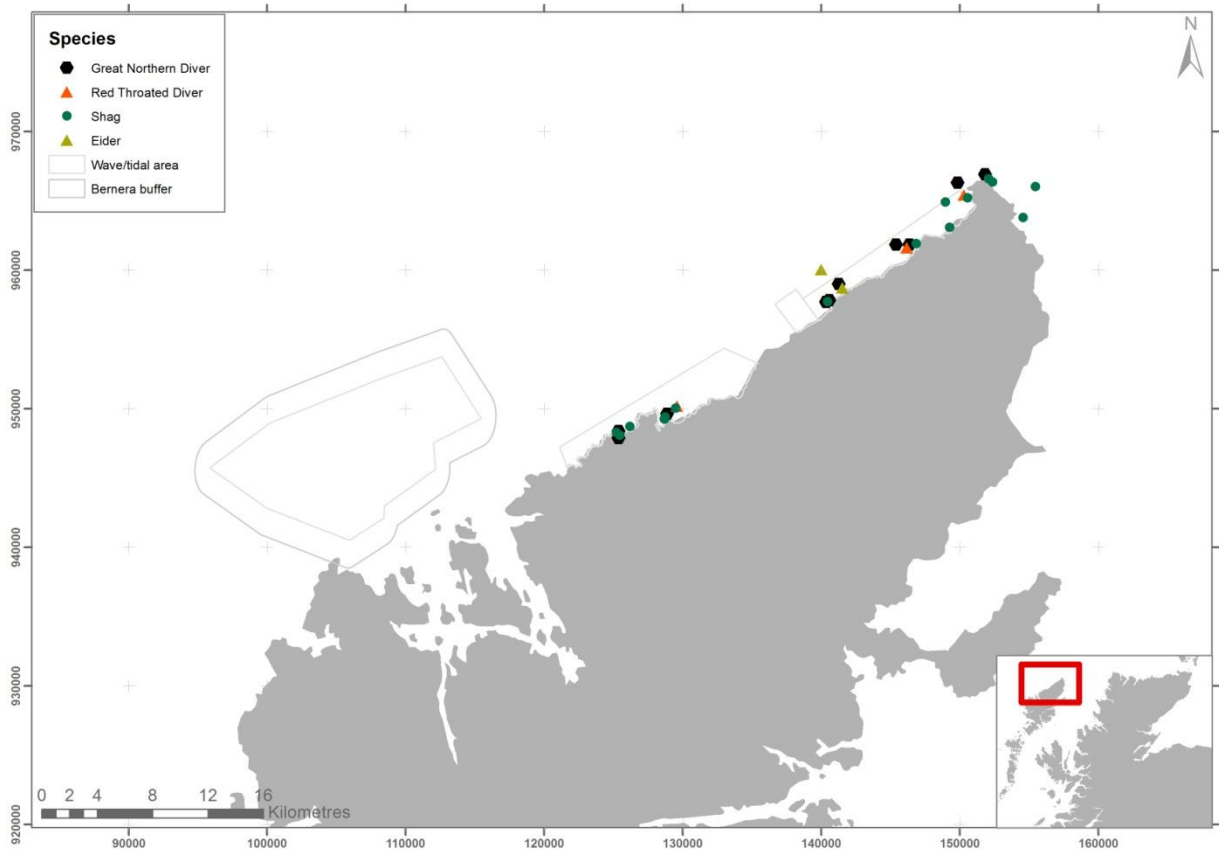 Species
Great Northern Diver
Red Throated Diver
Shag
Eider
Wave/tidal area
Bernera buffer
N
970000
960000
950000
940000
930000
920000
0 2 4 8 12 16
Kilometres
90000 100000 110000 120000 130000 140000 150000 160000